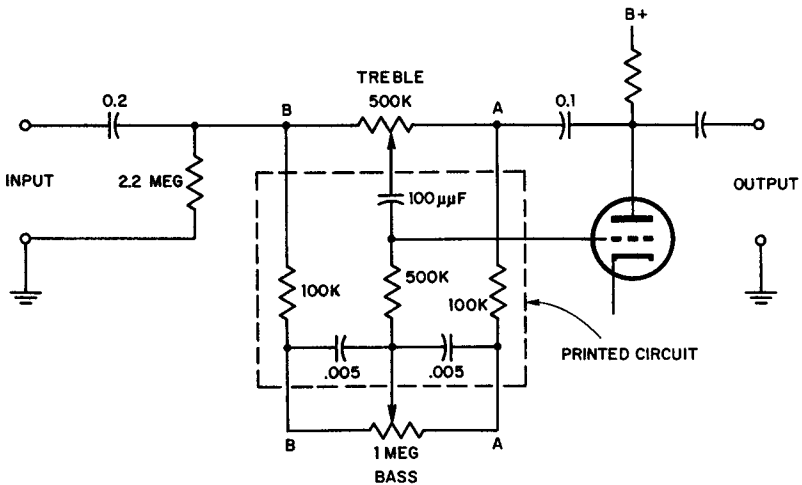 B+
TREBLE
500K
0.2
B
A
0.1
INPUT
2.2 MEG
100µµF
OUTPUT
100K
500K
100K
PRINTED CIRCUIT
.005
.005
B
A
1 MEG
BASS